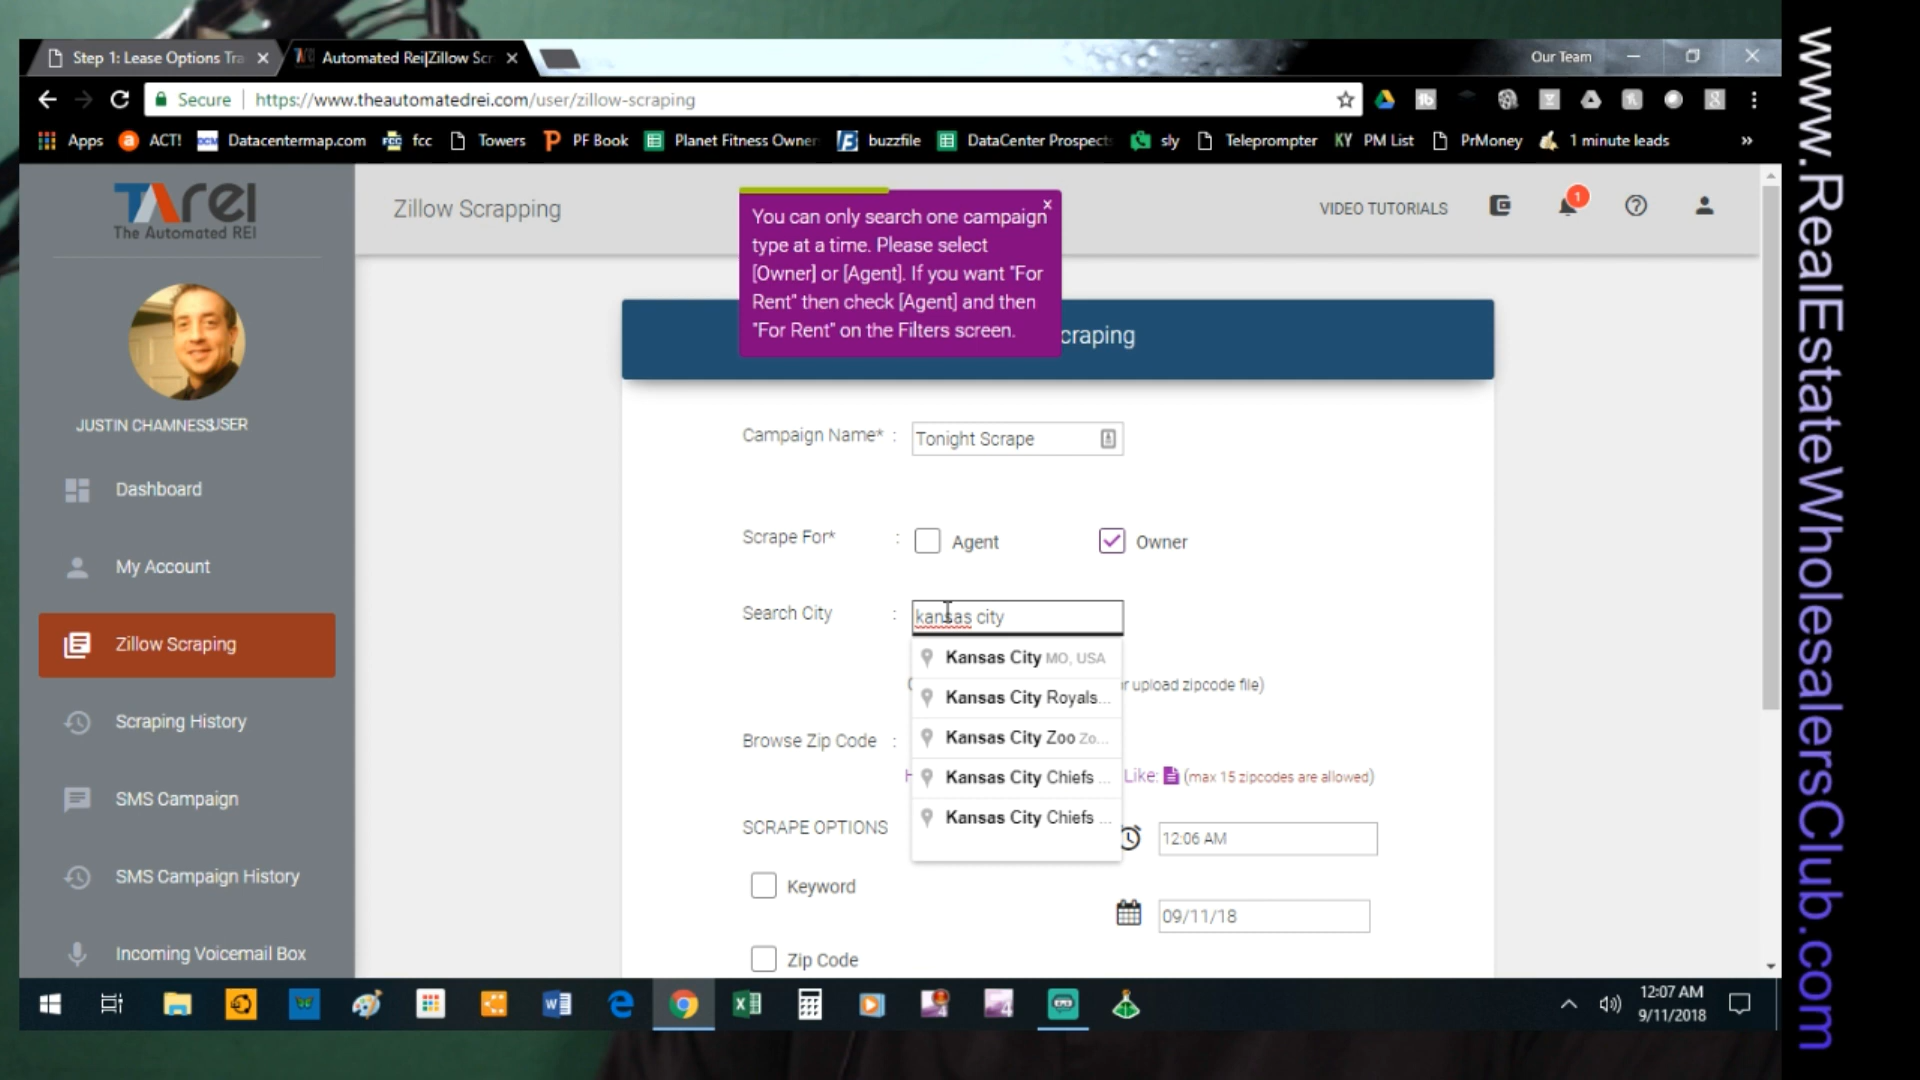 Step 1: Lease Options Tra
Automated Rei|Zillow Scr
Our Team
Secure
https://www.theautomatedrei.com/user/zillow-scraping
Apps
ACT!
Datacentermap.com
fcc
Towers
PF Book
Planet Fitness Owner
buzzfile
DataCenter Prospects
sly
Teleprompter
KY
PM List
PrMoney
1 minute leads
»
TArei
The Automated REI
JUSTIN CHAMNESS
USER
Dashboard
My Account
Zillow Scraping
Scraping History
SMS Campaign
SMS Campaign History
Incoming Voicemail Box
Zillow Scrapping
VIDEO TUTORIALS
1
You can only search one campaign
type at a time. Please select
[Owner] or [Agent]. If you want "For
Rent" then check [Agent] and then
"For Rent" on the Filters screen.
x
craping
Campaign Name* :
Tonight Scrape
Scrape For* :
Agent
Owner
Search City :
kansas city
Kansas City MO, USA
Kansas City Royals...
Kansas City Zoo Zo...
Kansas City Chiefs ...
Kansas City Chiefs ...
r upload zipcode file)
Browse Zip Code :
Like: (max 15 zipcodes are allowed)
SCRAPE OPTIONS
12:06 AM
Keyword
09/11/18
Zip Code
12:07 AM
9/11/2018
www.RealEstateWholesalersClub.com